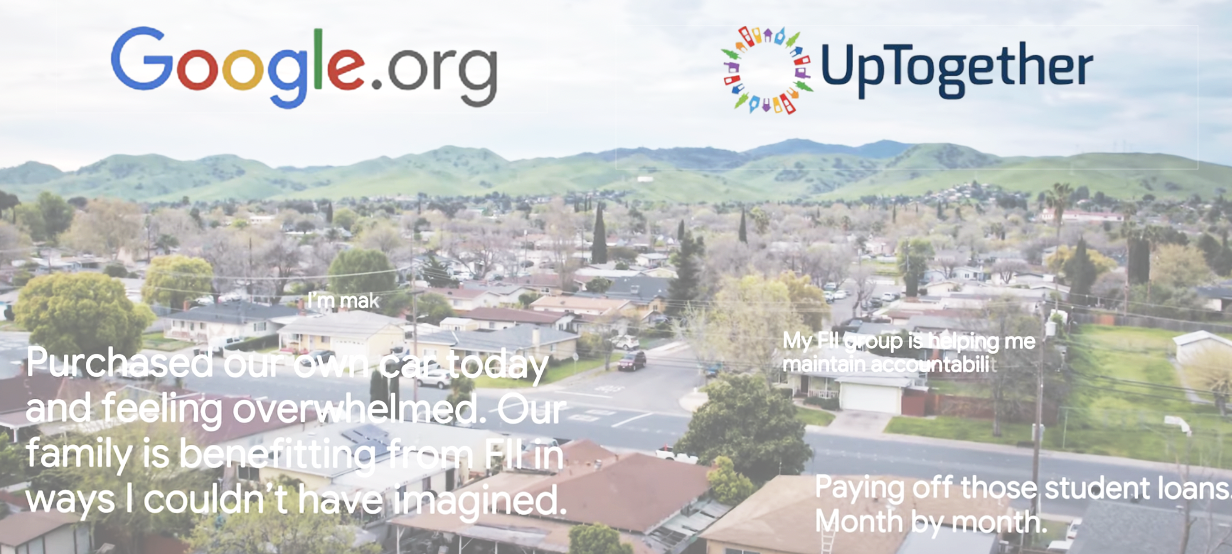 Google.org
UpTogether
I'm mak
My FII Group is helping me
maintain accountabilit
Purchased our own car today
and feeling overwhelmed. Our
family is benefitting from FII in
ways I couldn't have imagined.
Paying off those student loans
Month by month.